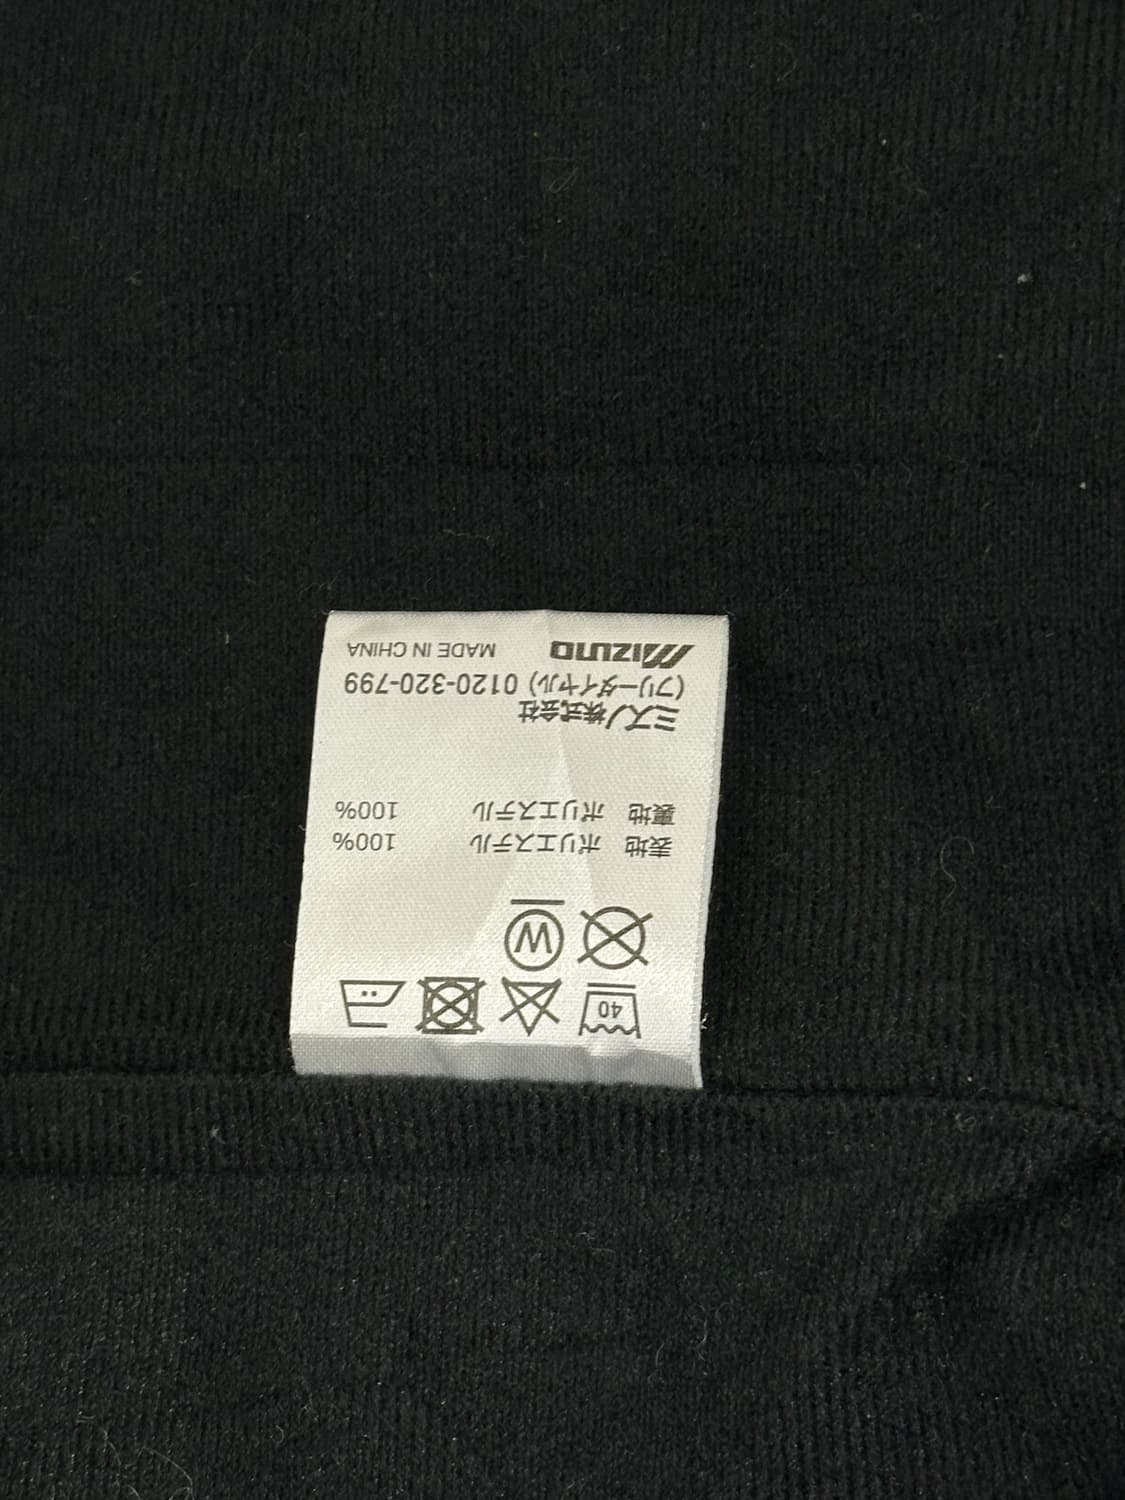 40
W
表地 ポリエステル 100%
裏地 ポリエステル 100%
ミズノ株式会社
(フリーダイヤル) 0120-320-799
MIZUNO MADE IN CHINA